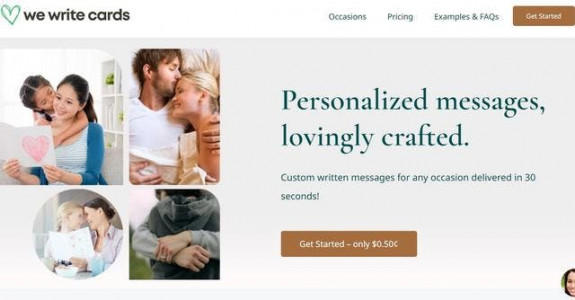 we write cards
Occasions Pricing Examples & FAQs Get Started
Personalized messages,
lovingly crafted.
Custom written messages for any occasion delivered in 30
seconds!
Get Started – only $0.50¢